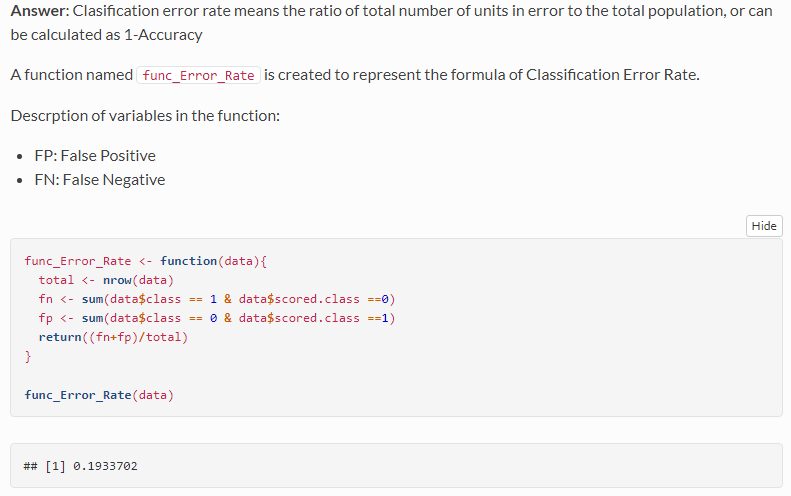 Answer: Clasification error rate means the ratio of total number of units in error to the total population, or can
be calculated as 1-Accuracy
A function named func_Error_Rate is created to represent the formula of Classification Error Rate.
Descrption of variables in the function:
• FP: False Positive
• FN: False Negative
Hide
func_Error_Rate <- function(data){
  total <- nrow(data)
  fn <- sum(data$class == 1 & data$scored.class ==0)
  fp <- sum(data$class == 0 & data$scored.class ==1)
  return((fn+fp)/total)
}
func_Error_Rate(data)
## [1] 0.1933702